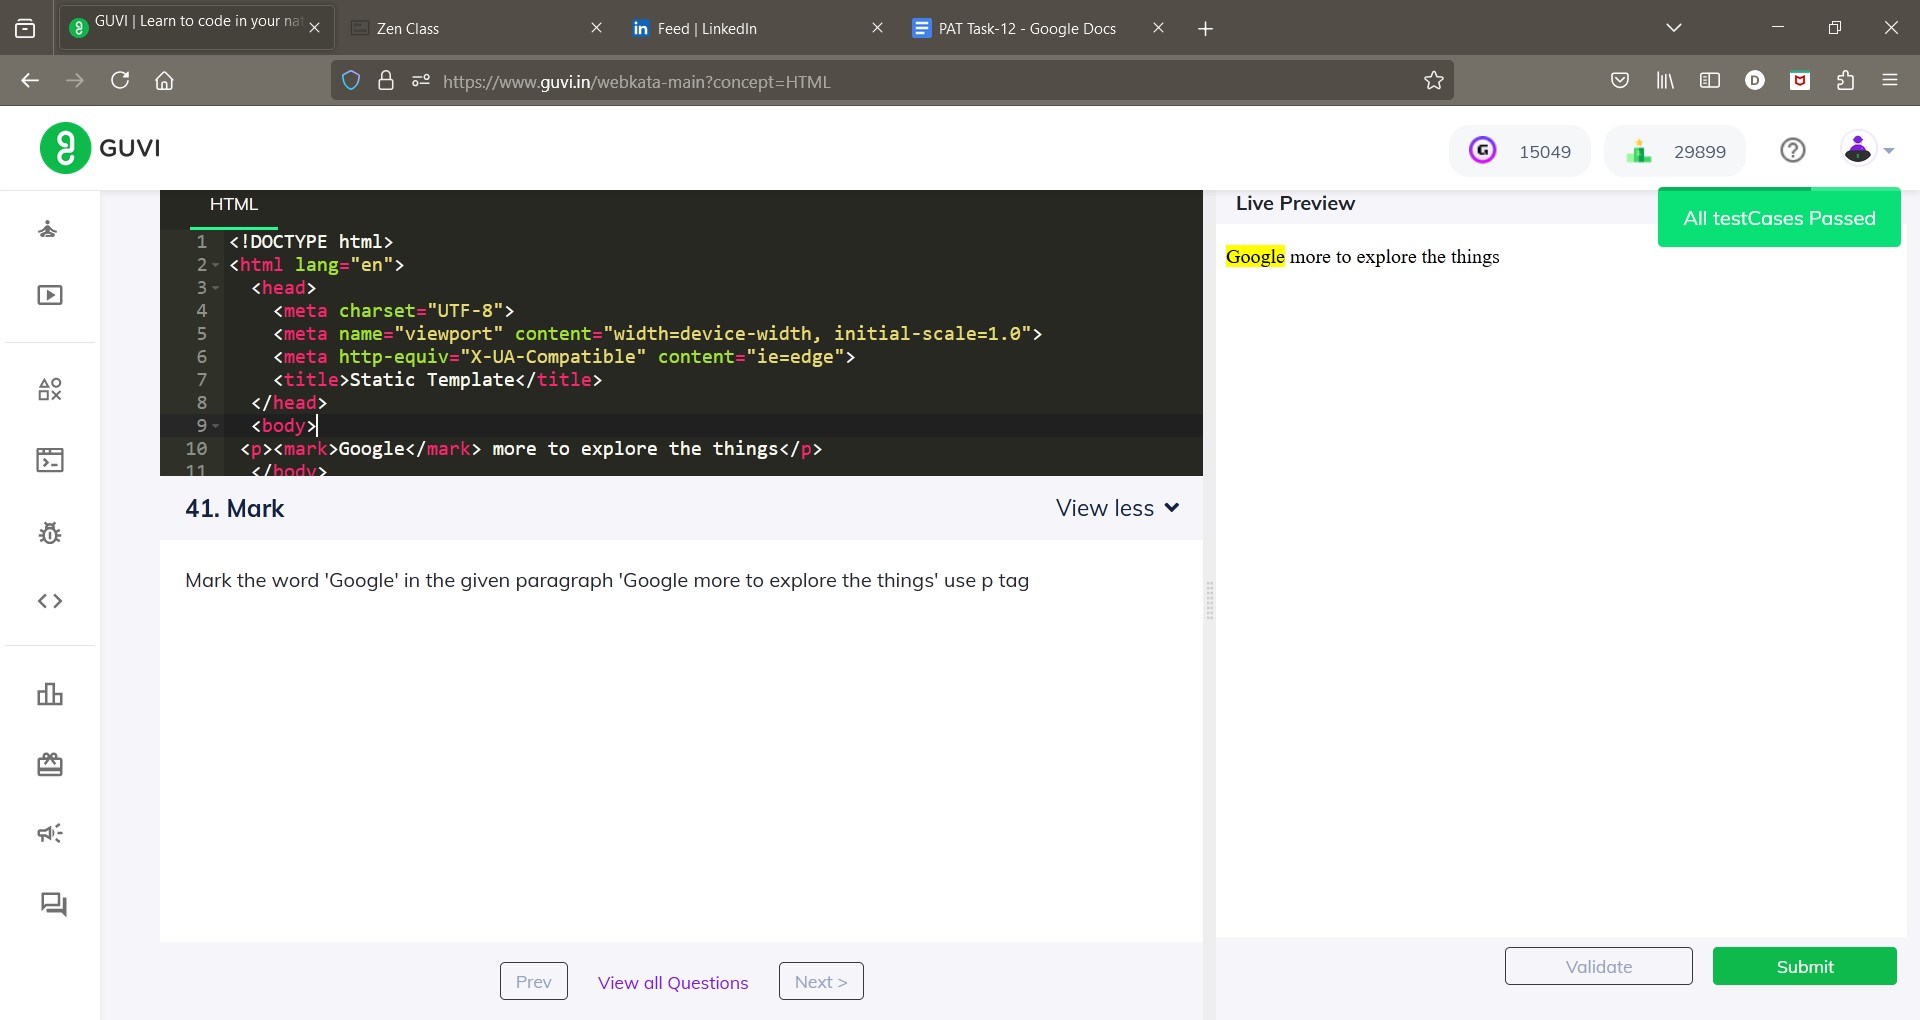 GUVI | Learn to code in your nat
Zen Class
Feed | LinkedIn
PAT Task-12 - Google Docs
https://www.guvi.in/webkata-main?concept=HTML
GUVI
15049
29899
HTML
Live Preview
All testCases Passed
1 <!DOCTYPE html>
2 <html lang="en">
3 <head>
4 <meta charset="UTF-8">
5 <meta name="viewport" content="width=device-width, initial-scale=1.0">
6 <meta http-equiv="X-UA-Compatible" content="ie=edge">
7 <title>Static Template</title>
8 </head>
9 <body>
10 <p><mark>Google</mark> more to explore the things</p>
11 </body>
Google more to explore the things
41. Mark
View less
Mark the word 'Google' in the given paragraph 'Google more to explore the things' use p tag
Prev
View all Questions
Next >
Validate
Submit